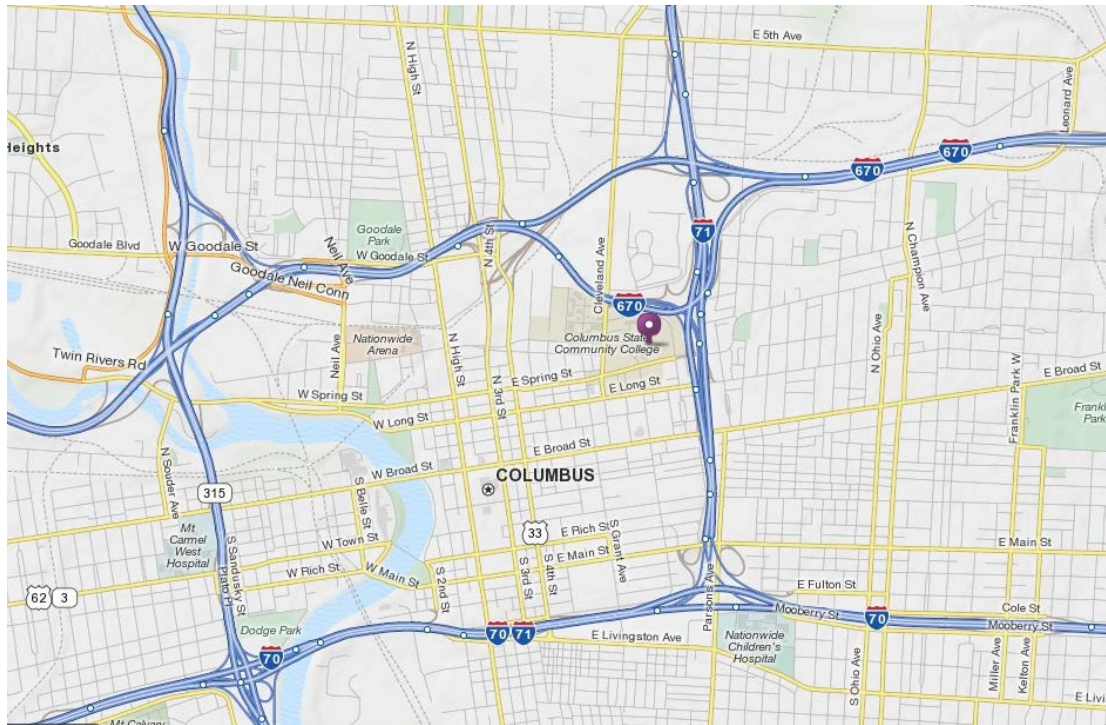 E 5th Ave
N High St
Leonard Ave
Heights
670
670
71
Goodale
Park
N 4th St
Cleveland Ave
N Champion Ave
Goodale Blvd
W Goodale St
Neil Ave
W Goodale St
Goodale Neil Conn
670
Columbus State
Community College
Nationwide
Arena
Neil Ave
N High St
N Ohio Ave
Twin Rivers Rd
E Spring St
E Long St
W Spring St
N 3rd St
W Long St
E Broad St
Franklin Park W
E Broad St
W Broad St
N Souder Ave
COLUMBUS
S Belle St
315
33
E Rich St
S Grant Ave
Mt
Carmel
West
Hospital
W Town St
E Main St
E Main St
W Rich St
W Main St
S Sandusky St
Plato Pl
S 2nd St
S 3rd St
S 4th St
Parsons Ave
E Fulton St
62
3
Mooberry St
70
Cole St
Mooberry St
Dodge Park
70
70
71
E Livingston Ave
Nationwide
Children's
Hospital
S Ohio Ave
Miller Ave
Kelton Ave
Mt Calvary
E Liv